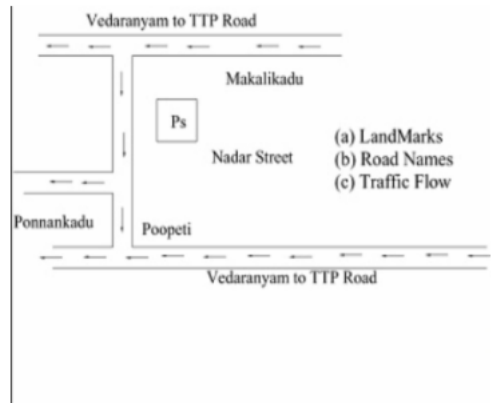 Vedaranyam to TTP Road
Makalikadu
Ps
Nadar Street
(a) LandMarks
(b) Road Names
(c) Traffic Flow
Ponnankadu
Poopeti
Vedaranyam to TTP Road